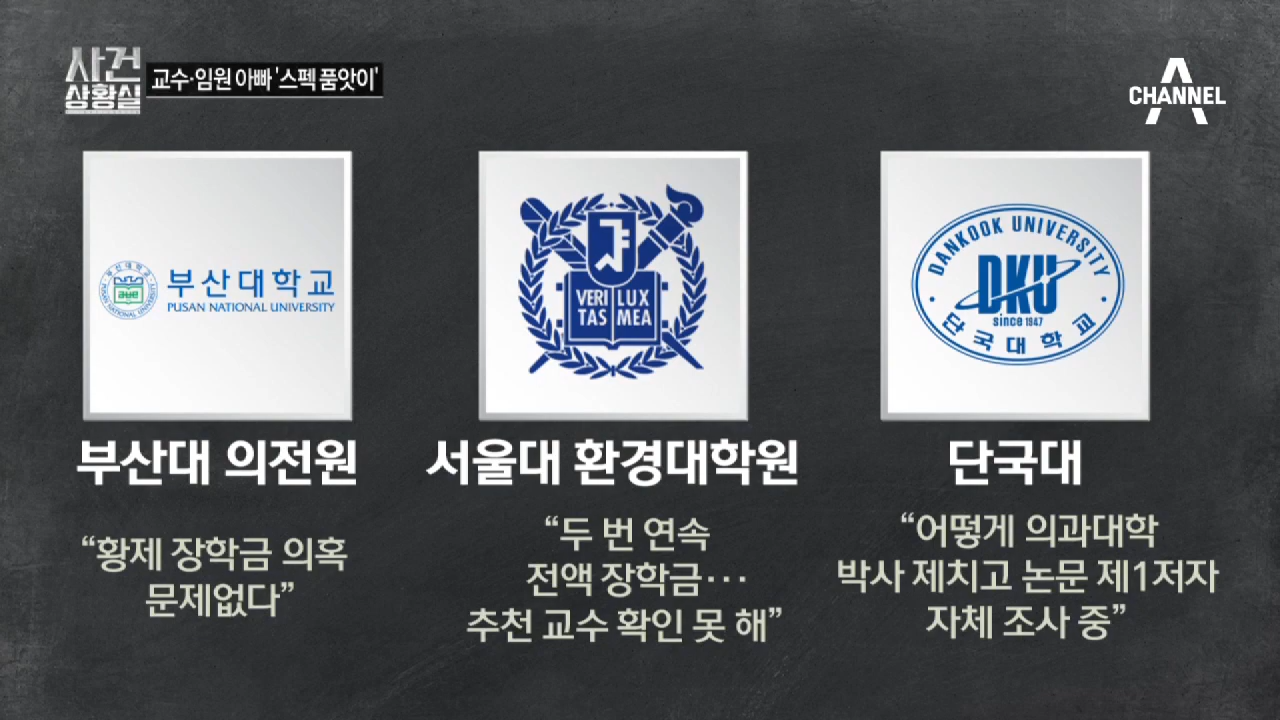 사건
상황실
교수·임원 아빠 '스펙 품앗이'
CHANNEL
부산대학교
부산대학교
PUSAN NATIONAL UNIVERSITY
VERI LUX
TAS MEA
DANKOOK UNIVERSITY
DKU
since 1947
단국대학교
부산대 의전원
서울대 환경대학원
단국대
“황제 장학금 의혹
문제없다”
“두 번 연속
전액 장학금···
추천 교수 확인 못 해”
“어떻게 의과대학
박사 제치고 논문 제1저자
자체 조사 중”